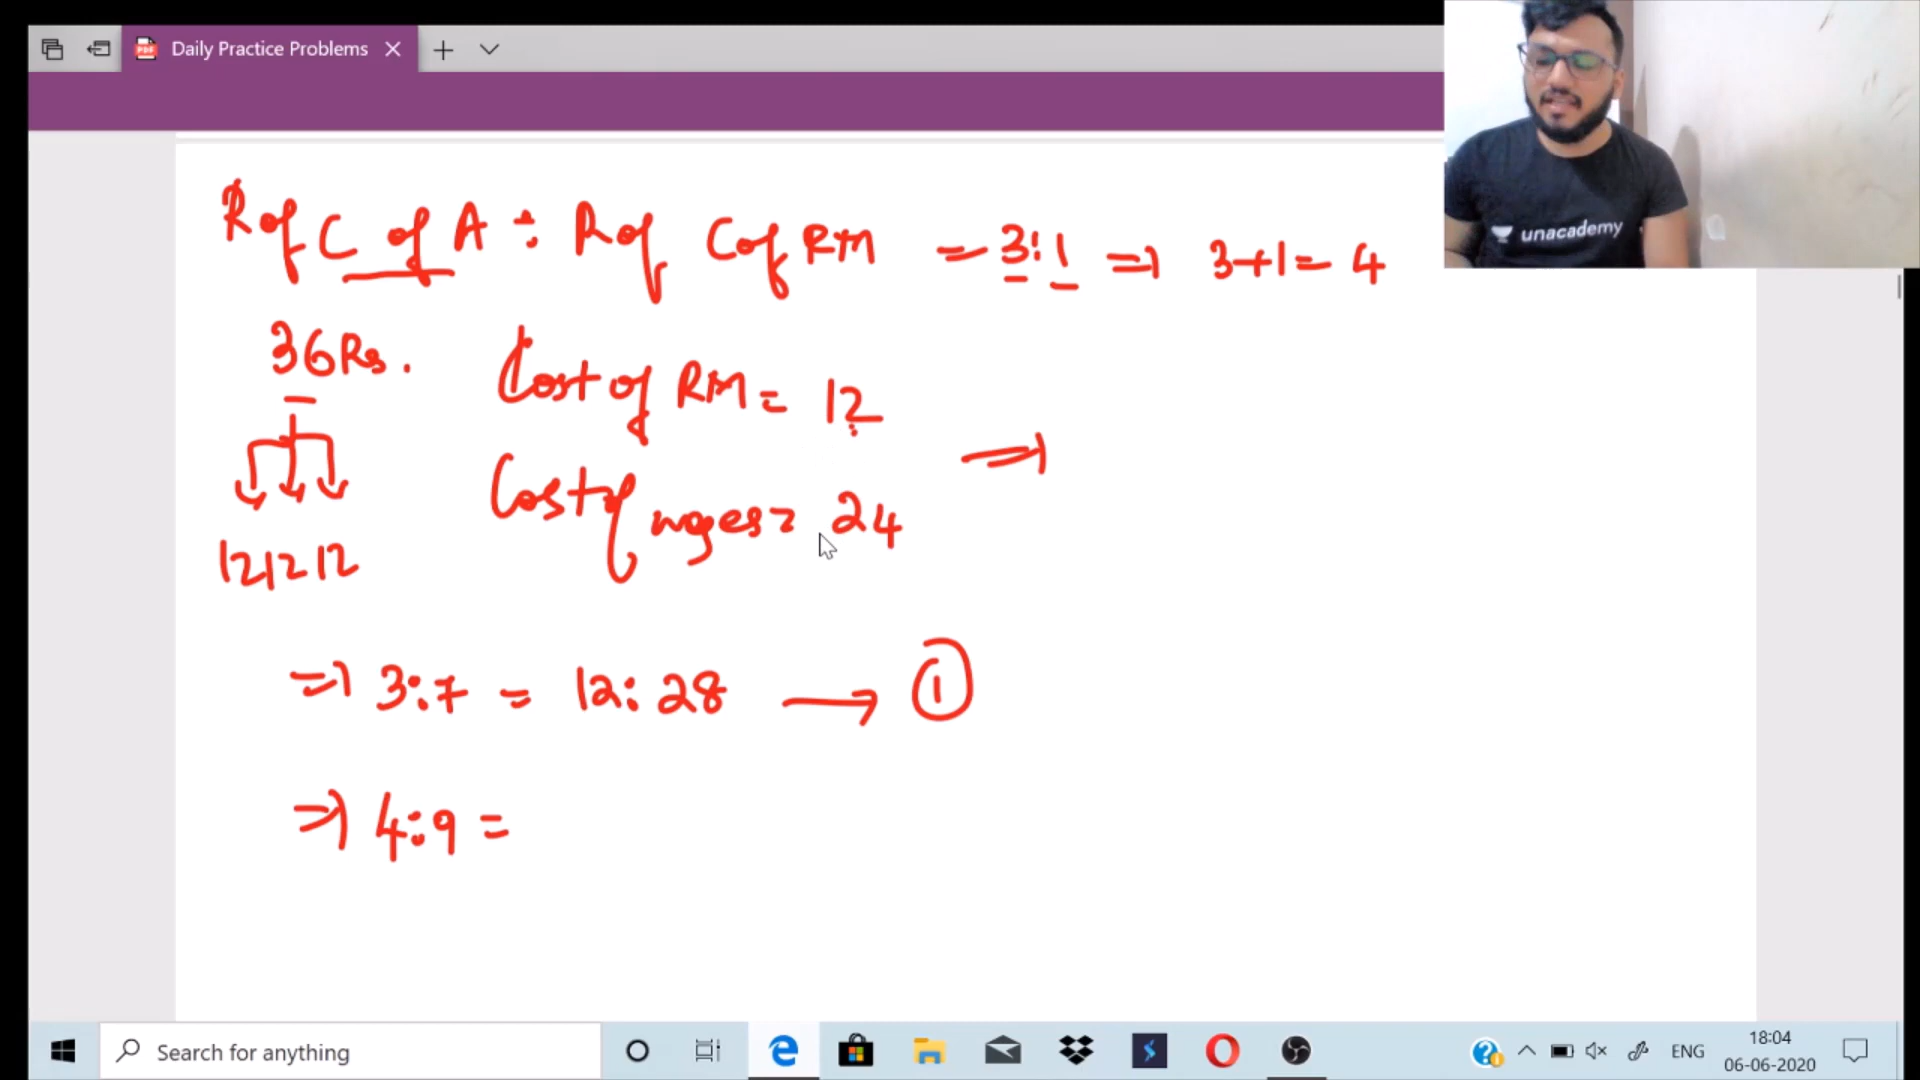 Daily Practice Problems
unacademy
R of C of A : R of C of RM = 3:1 ⇒ 3+1 = 4
36Rs.
Cost of RM = 12
⇒
Cost of wages = 24
12 12 12
⇒ 3:7 = 12:28 → ①
⇒ 4:9 =
Search for anything
ENG
18:04
06-06-2020